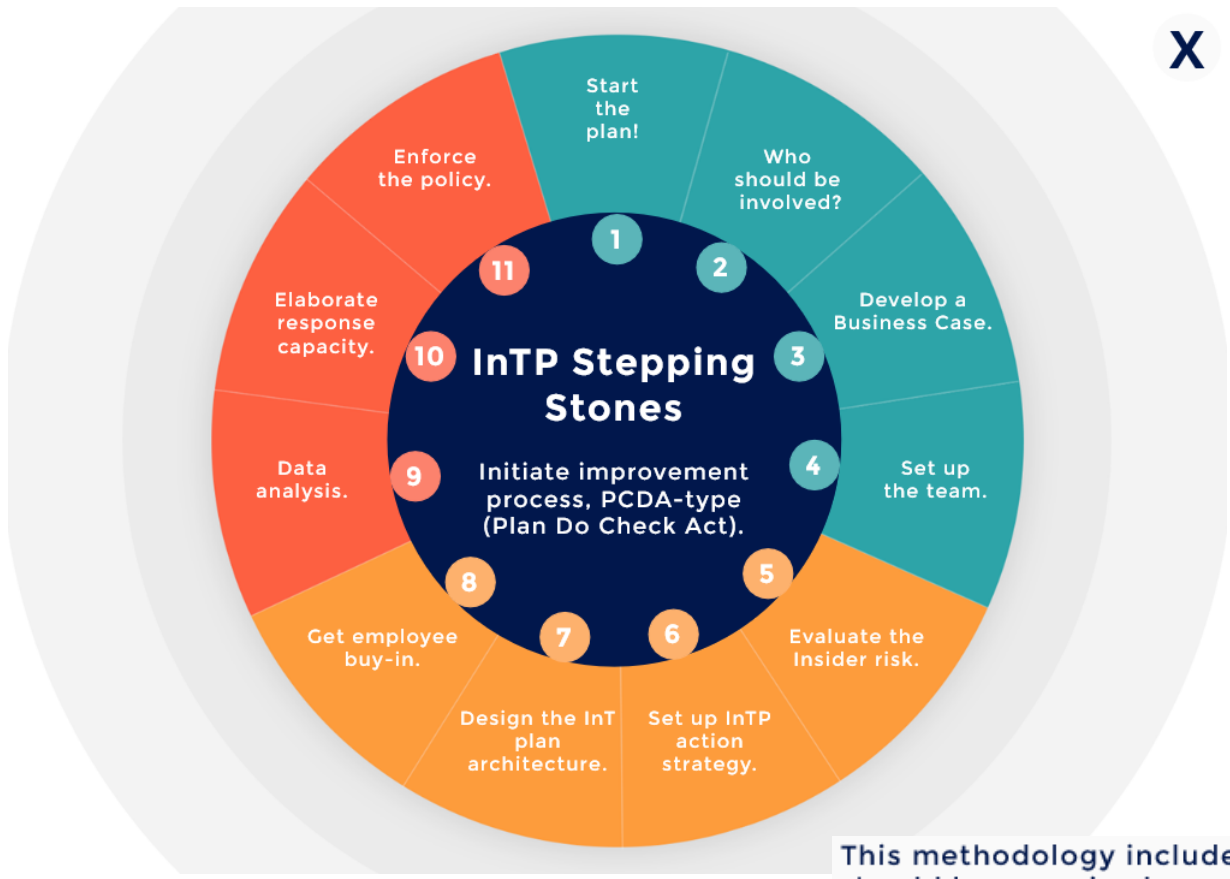 X
Start
the
plan!
1
Who
should be
involved?
2
Develop a
Business Case.
3
Set up
the team.
4
Evaluate the
Insider risk.
5
Set up InTP
action
strategy.
6
Design the InT
plan
architecture.
7
Get employee
buy-in.
8
Data
analysis.
9
Elaborate
response
capacity.
10
Enforce
the policy.
11
InTP Stepping
Stones
Initiate improvement
process, PCDA-type
(Plan Do Check Act).
This methodology include